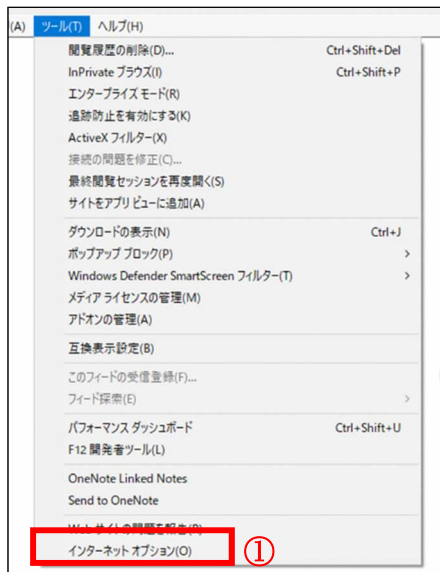 (A) ツール(T) ヘルプ(H)
閲覧履歴の削除(D)... Ctrl+Shift+Del
InPrivate ブラウズ(I) Ctrl+Shift+P
エンタープライズ モード(R)
追跡防止を有効にする(K)
ActiveX フィルター(X)
接続の問題を修正(C)...
最終閲覧セッションを再度開く(S)
サイトをアプリ ビューに追加(A)
ダウンロードの表示(N) Ctrl+J
ポップアップ ブロック(P) >
Windows Defender SmartScreen フィルター(T) >
メディア ライセンスの管理(M)
アドオンの管理(A)
互換表示設定(B)
このフィードの受信登録(F)...
フィード探索(E) >
パフォーマンス ダッシュボード Ctrl+Shift+U
F12 開発者ツール(L)
OneNote Linked Notes
Send to OneNote
Web サイトの問題を報告(R)
インターネット オプション(O) ①